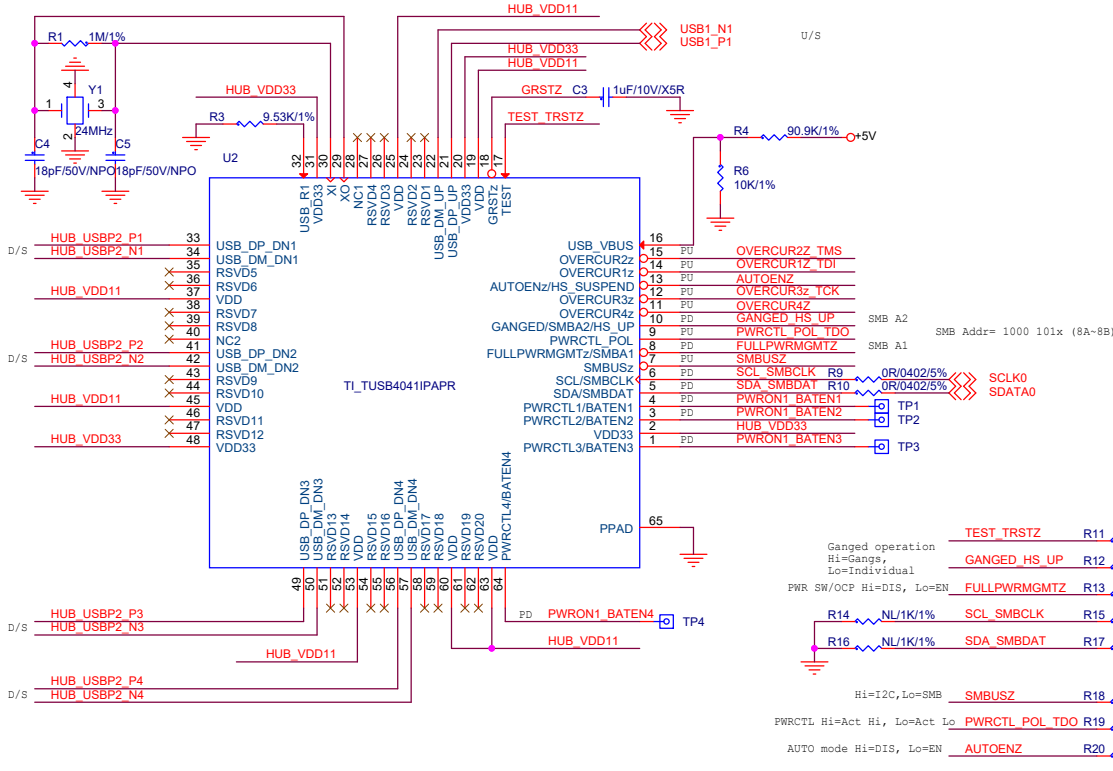 HUB_VDD11
USB1_N1
USB1_P1
U/S
R1 1M/1%
HUB_VDD33
HUB_VDD11
4
Y1
1 3
2
24MHz
C4
18pF/50V/NPO
C5
18pF/50V/NPO
HUB_VDD33
R3 9.53K/1%
GRSTZ C3 1uF/10V/X5R
TEST_TRSTZ
R4 90.9K/1% +5V
R6
10K/1%
U2
32 31 30 29 28 27 26 25 24 23 22 21 20 19 18 17
USB_R1
VDD33
XI
XO
NC1
RSVD4
RSVD3
VDD
RSVD2
RSVD1
USB_DM_UP
USB_DP_UP
VDD33
VDD
GRSTz
TEST
D/S HUB_USBP2_P1 33 USB_DP_DN1
HUB_USBP2_N1 34 USB_DM_DN1
35 RSVD5
36 RSVD6
HUB_VDD11 37 VDD
38 RSVD7
39 RSVD8
40 NC2
D/S HUB_USBP2_P2 41 USB_DP_DN2
HUB_USBP2_N2 42 USB_DM_DN2
43 RSVD9
44 RSVD10
HUB_VDD11 45 VDD
46 RSVD11
47 RSVD12
HUB_VDD33 48 VDD33
TI_TUSB4041IPAPR
USB_VBUS 16
OVERCUR2z 15 PU OVERCUR2Z_TMS
OVERCUR1z 14 PU OVERCUR1Z_TDI
AUTOENz/HS_SUSPEND 13 PU AUTOENZ
OVERCUR3z 12 PU OVERCUR3z_TCK
OVERCUR4z 11 PU OVERCUR4Z
GANGED/SMBA2/HS_UP 10 PD GANGED_HS_UP SMB A2
PWRCTL_POL 9 PU PWRCTL_POL_TDO
SMB Addr= 1000 101x (8A~8B)
FULLPWRMGMTz/SMBA1 8 PD FULLPWRMGMTZ SMB A1
SMBUSz 7 PU SMBUSZ
SCL/SMBCLK 6 PD SCL_SMBCLK R9 0R/0402/5% SCLK0
SDA/SMBDAT 5 PD SDA_SMBDAT R10 0R/0402/5% SDATA0
PWRCTL1/BATEN1 4 PD PWRON1_BATEN1 TP1
PWRCTL2/BATEN2 3 PD PWRON1_BATEN2 TP2
VDD33 2 HUB_VDD33
PWRCTL3/BATEN3 1 PD PWRON1_BATEN3 TP3
PPAD 65
USB_DP_DN3
USB_DM_DN3
RSVD13
RSVD14
VDD
RSVD15
RSVD16
USB_DP_DN4
USB_DM_DN4
RSVD17
RSVD18
VDD
RSVD19
RSVD20
VDD
PWRCTL4/BATEN4
49 50 51 52 53 54 55 56 57 58 59 60 61 62 63 64
D/S HUB_USBP2_P3
HUB_USBP2_N3
HUB_VDD11
D/S HUB_USBP2_P4
HUB_USBP2_N4
PD PWRON1_BATEN4 TP4
HUB_VDD11
TEST_TRSTZ R11
Ganged operation
Hi=Gangs,
Lo=Individual
GANGED_HS_UP R12
PWR SW/OCP Hi=DIS, Lo=EN FULLPWRMGMTZ R13
R14 NL/1K/1% SCL_SMBCLK R15
R16 NL/1K/1% SDA_SMBDAT R17
Hi=I2C,Lo=SMB SMBUSZ R18
PWRCTL Hi=Act Hi, Lo=Act Lo PWRCTL_POL_TDO R19
AUTO mode Hi=DIS, Lo=EN AUTOENZ R20